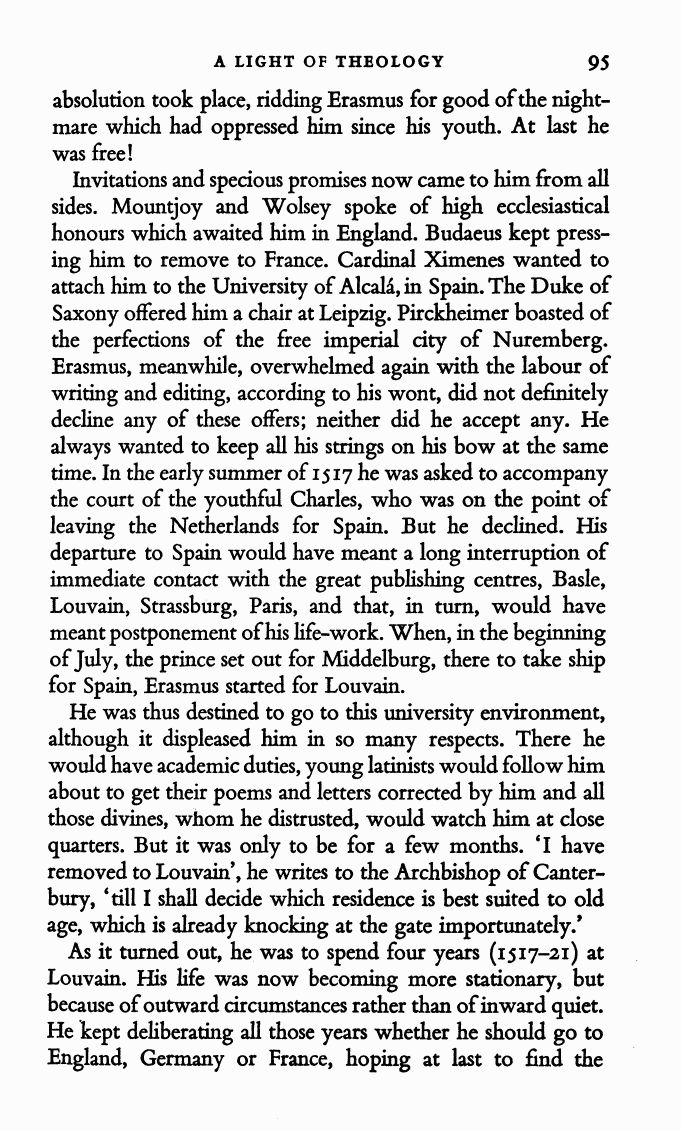 A LIGHT OF THEOLOGY 95
absolution took place, ridding Erasmus for good of the night-
mare which had oppressed him since his youth. At last he
was free!
Invitations and specious promises now came to him from all
sides. Mountjoy and Wolsey spoke of high ecclesiastical
honours which awaited him in England. Budaeus kept press-
ing him to remove to France. Cardinal Ximenes wanted to
attach him to the University of Alcalá, in Spain. The Duke of
Saxony offered him a chair at Leipzig. Pirckheimer boasted of
the perfections of the free imperial city of Nuremberg.
Erasmus, meanwhile, overwhelmed again with the labour of
writing and editing, according to his wont, did not definitely
decline any of these offers; neither did he accept any. He
always wanted to keep all his strings on his bow at the same
time. In the early summer of 1517 he was asked to accompany
the court of the youthful Charles, who was on the point of
leaving the Netherlands for Spain. But he declined. His
departure to Spain would have meant a long interruption of
immediate contact with the great publishing centres, Basle,
Louvain, Strassburg, Paris, and that, in turn, would have
meant postponement of his life-work. When, in the beginning
of July, the prince set out for Middelburg, there to take ship
for Spain, Erasmus started for Louvain.
He was thus destined to go to this university environment,
although it displeased him in so many respects. There he
would have academic duties, young latinists would follow him
about to get their poems and letters corrected by him and all
those divines, whom he distrusted, would watch him at close
quarters. But it was only to be for a few months. ‘I have
removed to Louvain’, he writes to the Archbishop of Canter-
bury, ‘till I shall decide which residence is best suited to old
age, which is already knocking at the gate importunately.’
As it turned out, he was to spend four years (1517–21) at
Louvain. His life was now becoming more stationary, but
because of outward circumstances rather than of inward quiet.
He kept deliberating all those years whether he should go to
England, Germany or France, hoping at last to find the